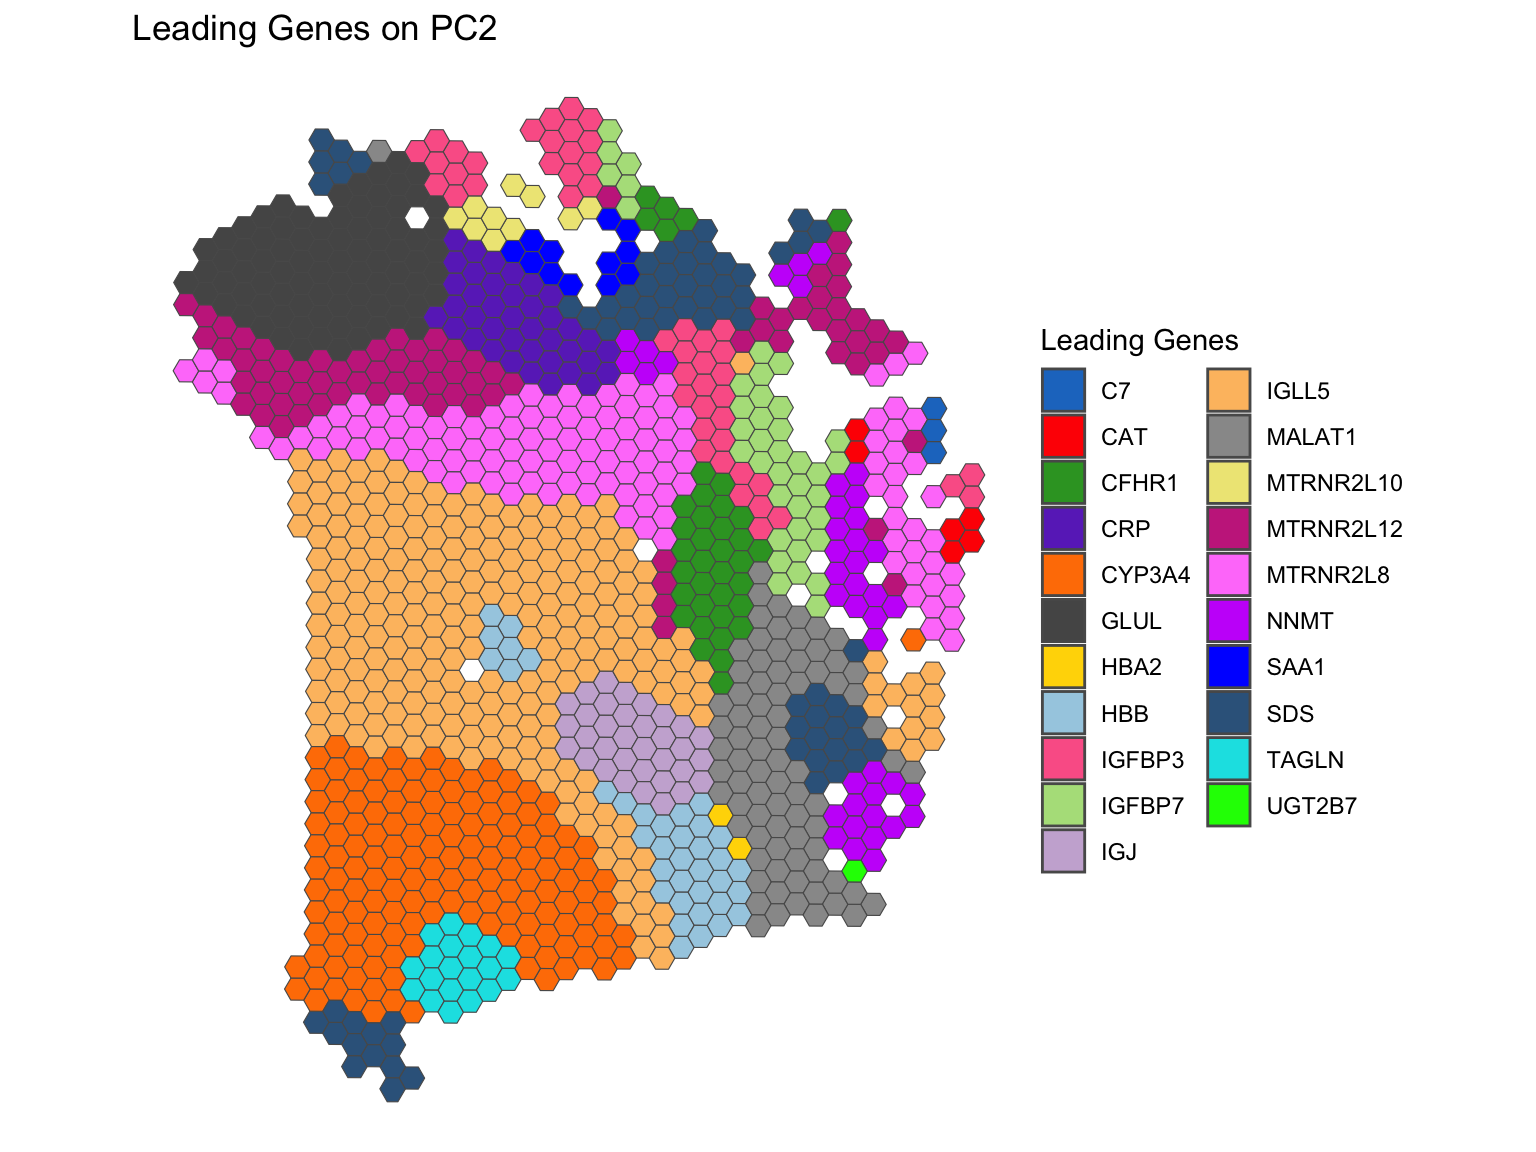 Leading Genes on PC2
Leading Genes
C7
CAT
CFHR1
CRP
CYP3A4
GLUL
HBA2
HBB
IGFBP3
IGFBP7
IGJ
IGLL5
MALAT1
MTRNR2L10
MTRNR2L12
MTRNR2L8
NNMT
SAA1
SDS
TAGLN
UGT2B7